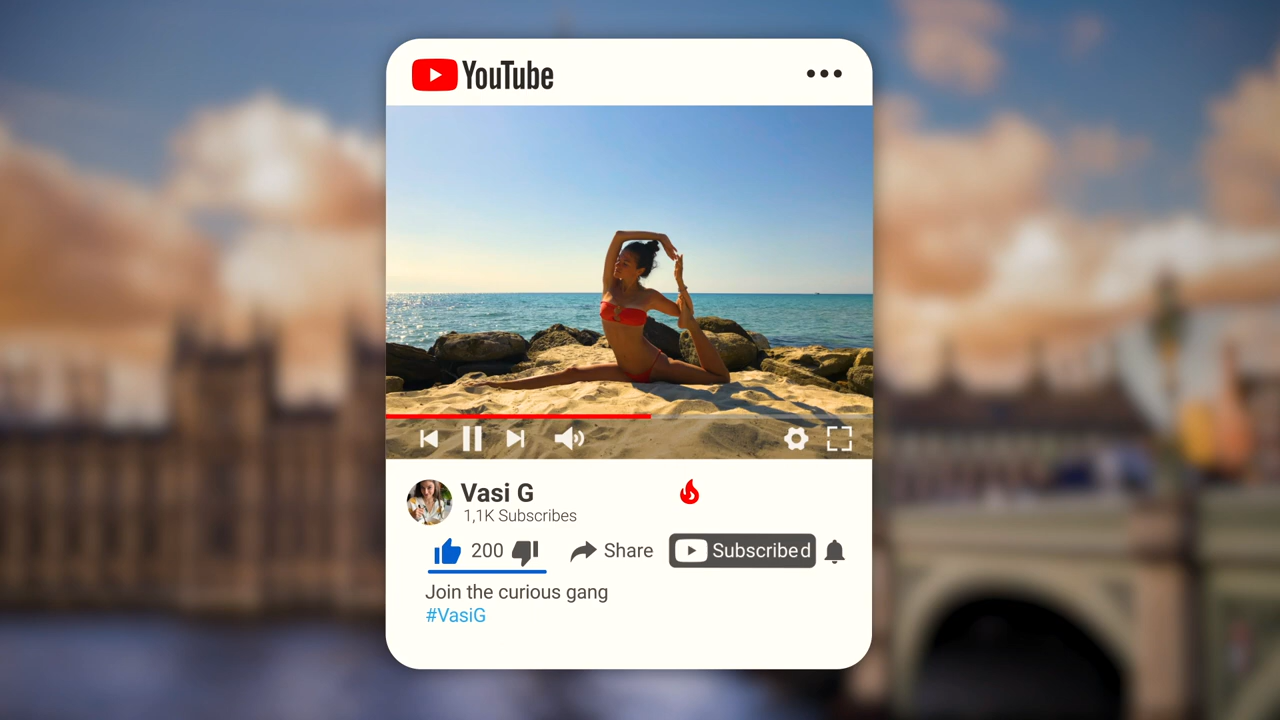 YouTube
Vasi G
1,1K Subscribes
200 Share Subscribed
Join the curious gang
#VasiG